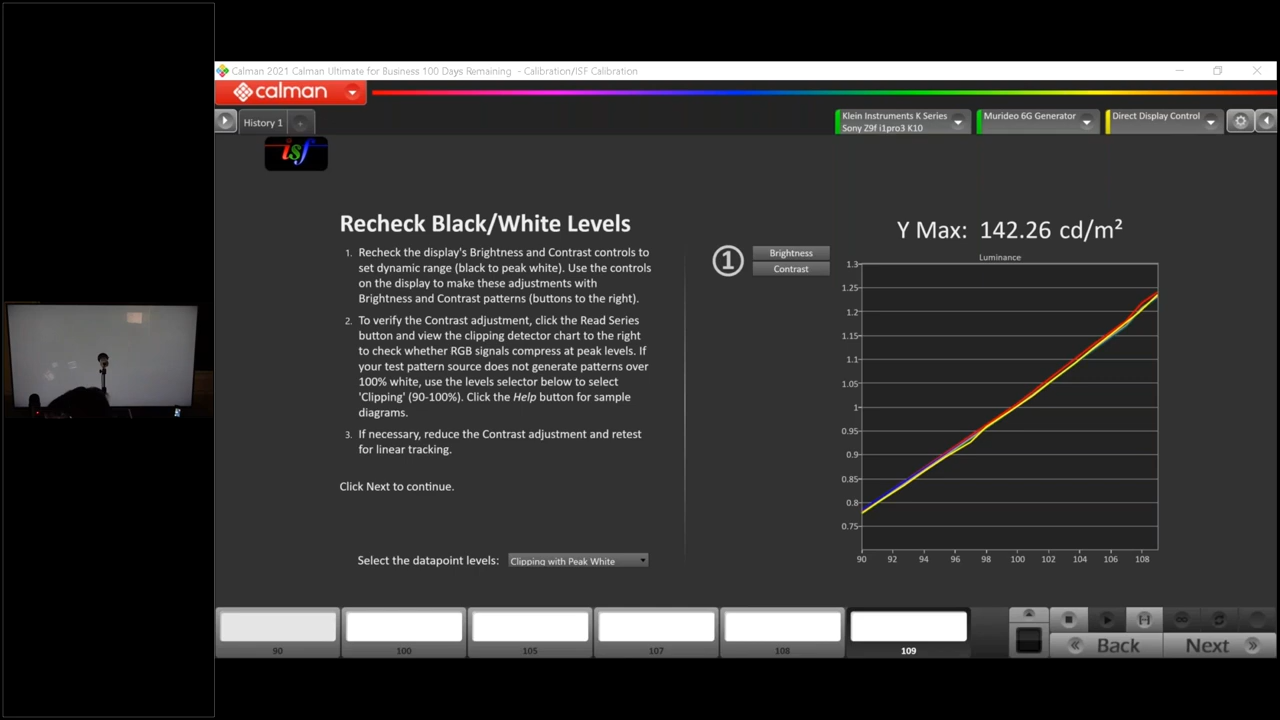 Calman 2021 Calman Ultimate for Business 100 Days Remaining - Calibration/ISF Calibration
calman
History 1
Klein Instruments K Series
Sony Z9f i1pro3 K10
Murideo 6G Generator
Direct Display Control
isf
Recheck Black/White Levels
1. Recheck the display's Brightness and Contrast controls to
set dynamic range (black to peak white). Use the controls
on the display to make these adjustments with
Brightness and Contrast patterns (buttons to the right).
2. To verify the Contrast adjustment, click the Read Series
button and view the clipping detector chart to the right
to check whether RGB signals compress at peak levels. If
your test pattern source does not generate patterns over
100% white, use the levels selector below to select
'Clipping' (90-100%). Click the Help button for sample
diagrams.
3. If necessary, reduce the Contrast adjustment and retest
for linear tracking.
Click Next to continue.
Select the datapoint levels: Clipping with Peak White
1
Brightness
Contrast
Y Max: 142.26 cd/m²
Luminance
1.3
1.25
1.2
1.15
1.1
1.05
1
0.95
0.9
0.85
0.8
0.75
90 92 94 96 98 100 102 104 106 108
90 100 105 107 108 109
Back
Next